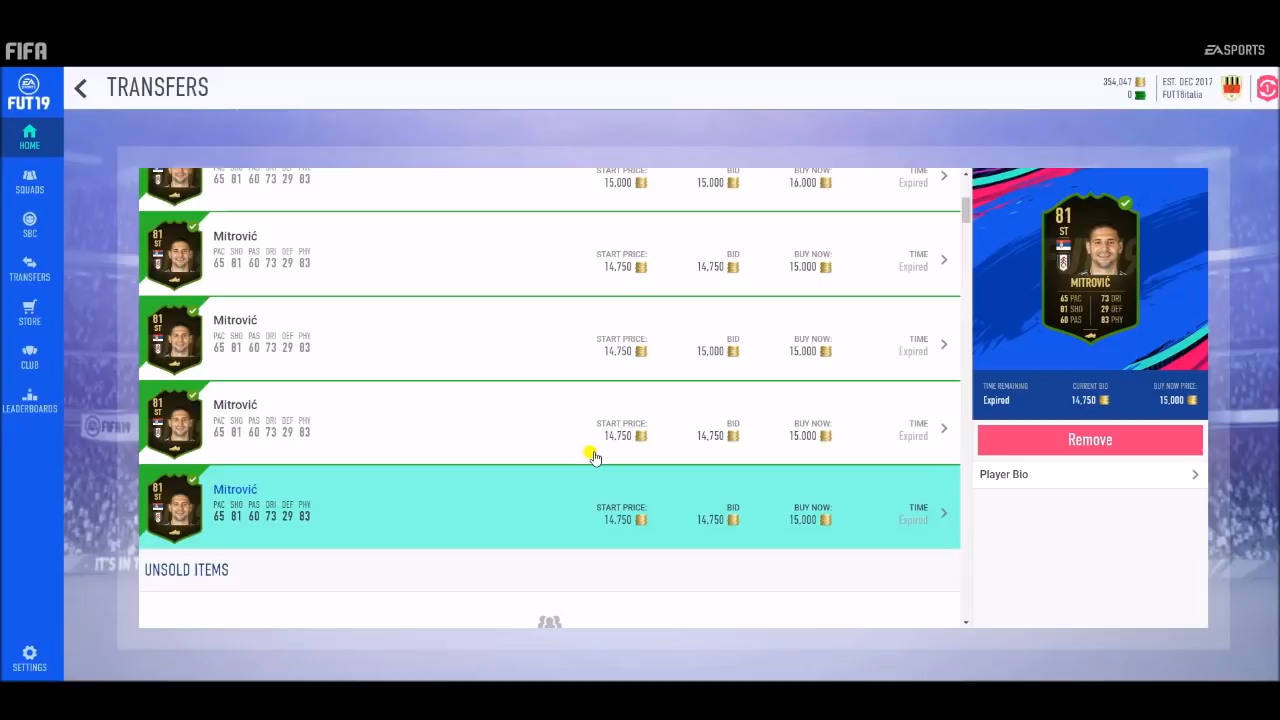 FIFA
EA SPORTS
EA SPORTS
FUT19
TRANSFERS
354,047
0
EST. DEC 2017
FUT18italia
1
HOME
SQUADS
SBC
TRANSFERS
STORE
CLUB
LEADERBOARDS
SETTINGS
65 81 60 73 29 83
START PRICE: BID BUY NOW: TIME
15,000 15,000 16,000 Expired
81
ST
Mitrović
PAC SHO PAS DRI DEF PHY
65 81 60 73 29 83
START PRICE: BID BUY NOW: TIME
14,750 14,750 15,000 Expired
81
ST
Mitrović
PAC SHO PAS DRI DEF PHY
65 81 60 73 29 83
START PRICE: BID BUY NOW: TIME
14,750 15,000 15,000 Expired
81
ST
Mitrović
PAC SHO PAS DRI DEF PHY
65 81 60 73 29 83
START PRICE: BID BUY NOW: TIME
14,750 14,750 15,000 Expired
81
ST
Mitrović
PAC SHO PAS DRI DEF PHY
65 81 60 73 29 83
START PRICE: BID BUY NOW: TIME
14,750 14,750 15,000 Expired
UNSOLD ITEMS
81
ST
MITROVIĆ
65 PAC 73 DRI
81 SHO 29 DEF
60 PAS 83 PHY
TIME REMAINING CURRENT BID BUY NOW PRICE:
Expired 14,750 15,000
Remove
Player Bio
FIFA19
IT'S IN T